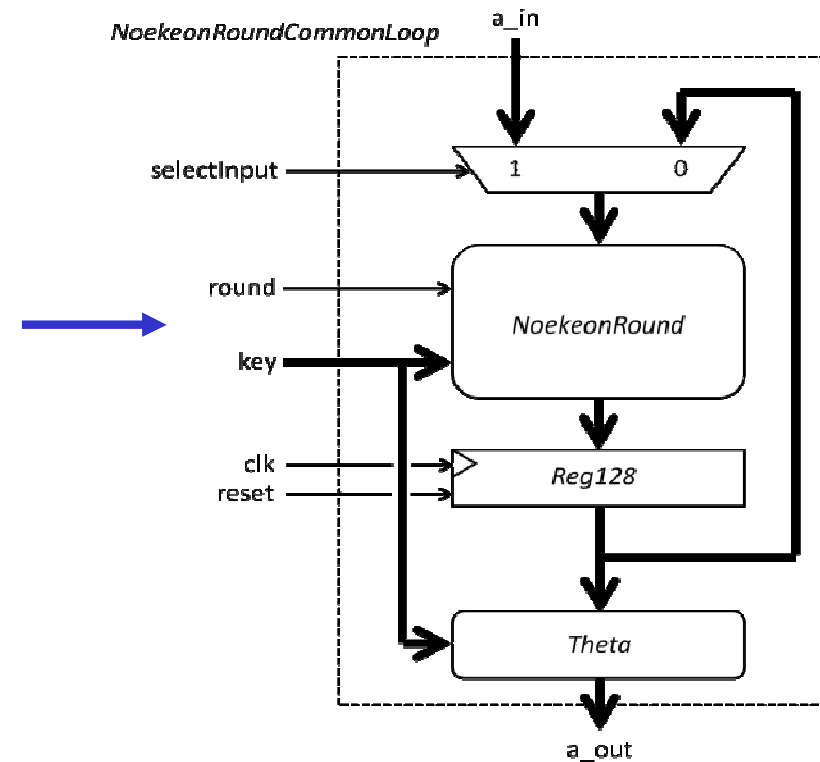 a_in
NoekeonRoundCommonLoop
selectInput
1 0
round
NoekeonRound
key
clk
Reg128
reset
Theta
a_out